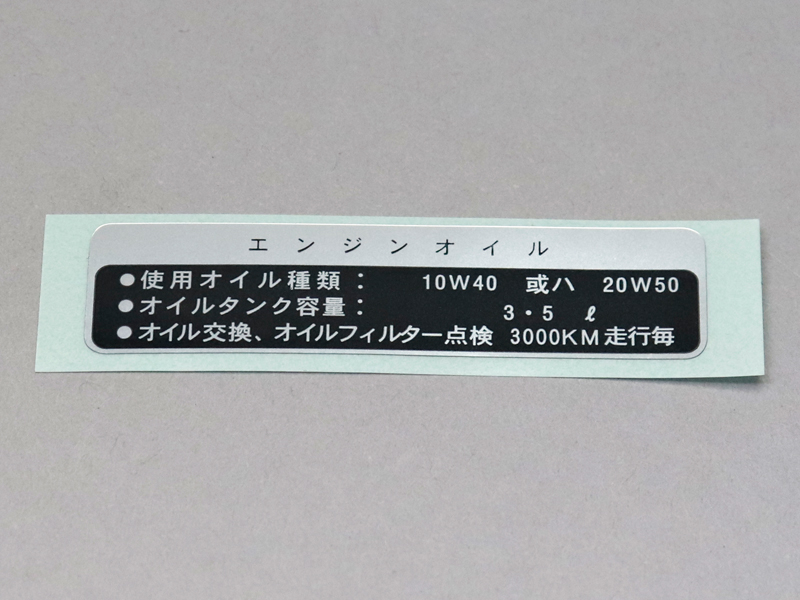 エンジンオイル
●使用オイル種類： 10W40 或ハ 20W50
●オイルタンク容量： 3・5 ℓ
●オイル交換、オイルフィルター点検 3000KM走行毎